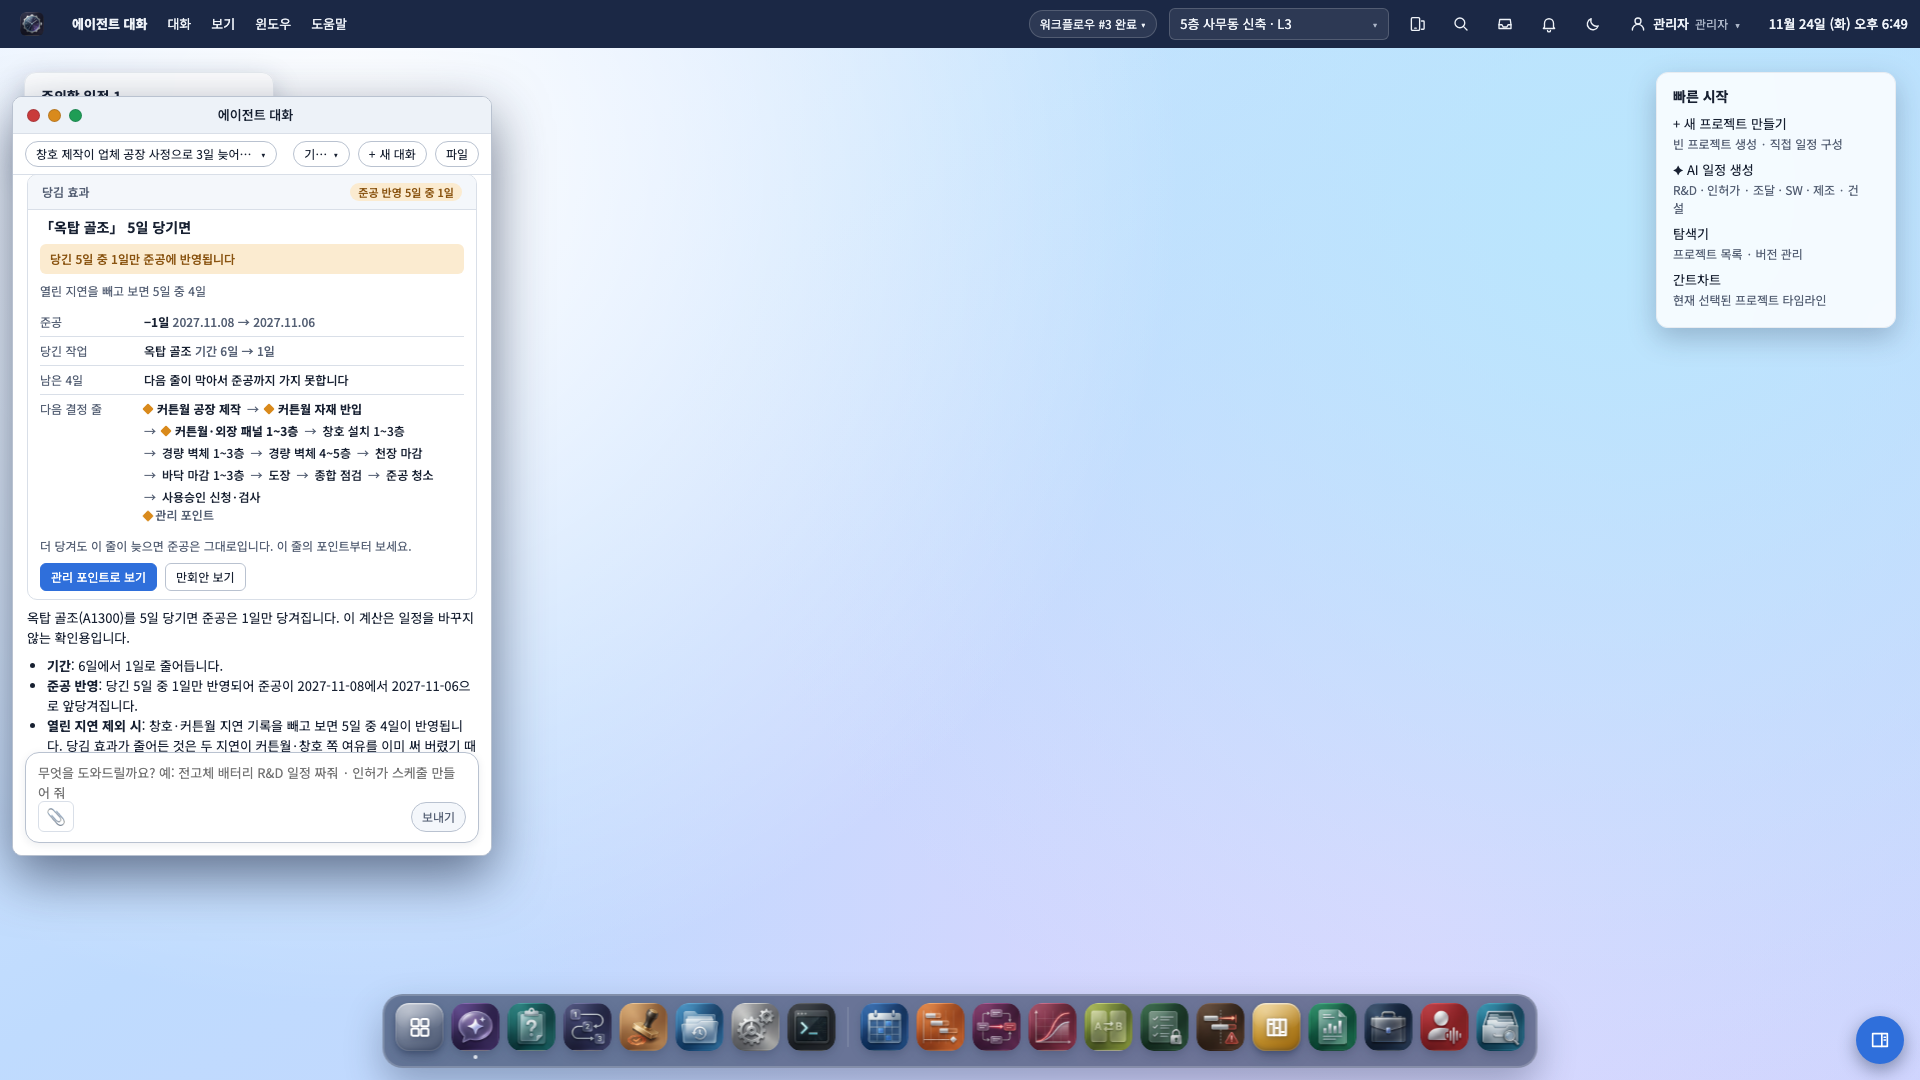 에이전트 대화
대화
보기
윈도우
도움말
워크플로우 #3 완료
5층 사무동 신축 · L3
관리자 관리자
11월 24일 (화) 오후 6:49
에이전트 대화
창호 제작이 업체 공장 사정으로 3일 늦어…
기…
+ 새 대화
파일
당김 효과
준공 반영 5일 중 1일
「옥탑 골조」 5일 당기면
당긴 5일 중 1일만 준공에 반영됩니다
열린 지연을 빼고 보면 5일 중 4일
준공 −1일 2027.11.08 → 2027.11.06
당긴 작업 옥탑 골조 기간 6일 → 1일
남은 4일 다음 줄이 막아서 준공까지 가지 못합니다
다음 결정 줄 ◆ 커튼월 공장 제작 → ◆ 커튼월 자재 반입
→ ◆ 커튼월·외장 패널 1~3층 → 창호 설치 1~3층
→ 경량 벽체 1~3층 → 경량 벽체 4~5층 → 천장 마감
→ 바닥 마감 1~3층 → 도장 → 종합 점검 → 준공 청소
→ 사용승인 신청·검사
◆ 관리 포인트
더 당겨도 이 줄이 늦으면 준공은 그대로입니다. 이 줄의 포인트부터 보세요.
관리 포인트로 보기
만회안 보기
옥탑 골조(A1300)를 5일 당기면 준공은 1일만 당겨집니다. 이 계산은 일정을 바꾸지
않는 확인용입니다.
• 기간: 6일에서 1일로 줄어듭니다.
• 준공 반영: 당긴 5일 중 1일만 반영되어 준공이 2027-11-08에서 2027-11-06으
로 앞당겨집니다.
• 열린 지연 제외 시: 창호·커튼월 지연 기록을 빼고 보면 5일 중 4일이 반영됩니
다. 당김 효과가 줄어든 것은 두 지연이 커튼월·창호 쪽 여유를 이미 써 버렸기 때
무엇을 도와드릴까요? 예: 전고체 배터리 R&D 일정 짜줘 · 인허가 스케줄 만들
어 줘
보내기
빠른 시작
+ 새 프로젝트 만들기
빈 프로젝트 생성 · 직접 일정 구성
✦ AI 일정 생성
R&D · 인허가 · 조달 · SW · 제조 · 건
설
탐색기
프로젝트 목록 · 버전 관리
간트차트
현재 선택된 프로젝트 타임라인